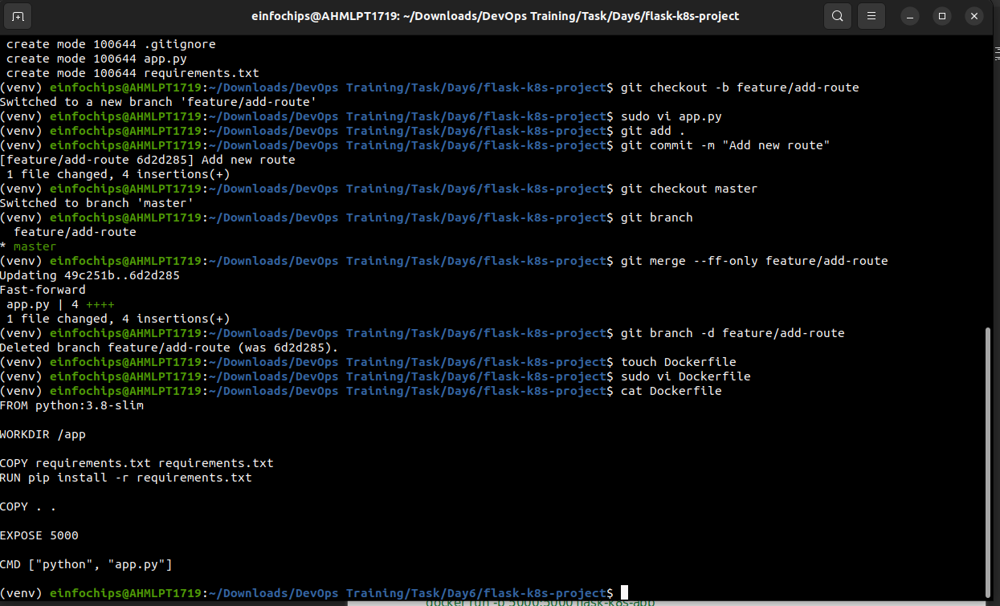 einfochips@AHMLPT1719: ~/Downloads/DevOps Training/Task/Day6/flask-k8s-project
 create mode 100644 .gitignore
 create mode 100644 app.py
 create mode 100644 requirements.txt
(venv) einfochips@AHMLPT1719:~/Downloads/DevOps Training/Task/Day6/flask-k8s-project$ git checkout -b feature/add-route
Switched to a new branch 'feature/add-route'
(venv) einfochips@AHMLPT1719:~/Downloads/DevOps Training/Task/Day6/flask-k8s-project$ sudo vi app.py
(venv) einfochips@AHMLPT1719:~/Downloads/DevOps Training/Task/Day6/flask-k8s-project$ git add .
(venv) einfochips@AHMLPT1719:~/Downloads/DevOps Training/Task/Day6/flask-k8s-project$ git commit -m "Add new route"
[feature/add-route 6d2d285] Add new route
 1 file changed, 4 insertions(+)
(venv) einfochips@AHMLPT1719:~/Downloads/DevOps Training/Task/Day6/flask-k8s-project$ git checkout master
Switched to branch 'master'
(venv) einfochips@AHMLPT1719:~/Downloads/DevOps Training/Task/Day6/flask-k8s-project$ git branch
  feature/add-route
* master
(venv) einfochips@AHMLPT1719:~/Downloads/DevOps Training/Task/Day6/flask-k8s-project$ git merge --ff-only feature/add-route
Updating 49c251b..6d2d285
Fast-forward
 app.py | 4 ++++
 1 file changed, 4 insertions(+)
(venv) einfochips@AHMLPT1719:~/Downloads/DevOps Training/Task/Day6/flask-k8s-project$ git branch -d feature/add-route
Deleted branch feature/add-route (was 6d2d285).
(venv) einfochips@AHMLPT1719:~/Downloads/DevOps Training/Task/Day6/flask-k8s-project$ touch Dockerfile
(venv) einfochips@AHMLPT1719:~/Downloads/DevOps Training/Task/Day6/flask-k8s-project$ sudo vi Dockerfile
(venv) einfochips@AHMLPT1719:~/Downloads/DevOps Training/Task/Day6/flask-k8s-project$ cat Dockerfile
FROM python:3.8-slim
WORKDIR /app
COPY requirements.txt requirements.txt
RUN pip install -r requirements.txt
COPY . .
EXPOSE 5000
CMD ["python", "app.py"]
(venv) einfochips@AHMLPT1719:~/Downloads/DevOps Training/Task/Day6/flask-k8s-project$
docker run -p 5000:5000 flask-k8s-app